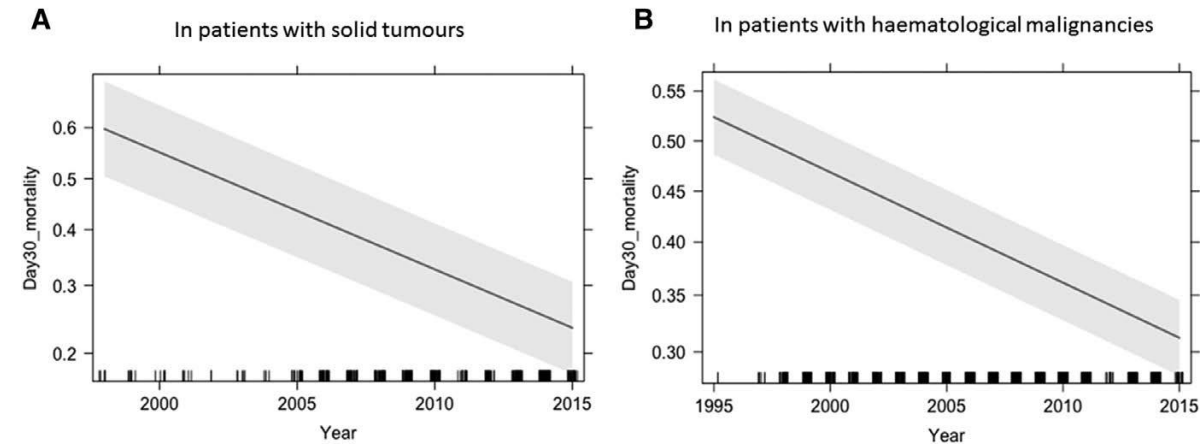 A
In patients with solid tumours
Day30_mortality
0.6
0.5
0.4
0.3
0.2
2000 2005 2010 2015
Year
B
In patients with haematological malignancies
Day30_mortality
0.55
0.50
0.45
0.40
0.35
0.30
1995 2000 2005 2010 2015
Year